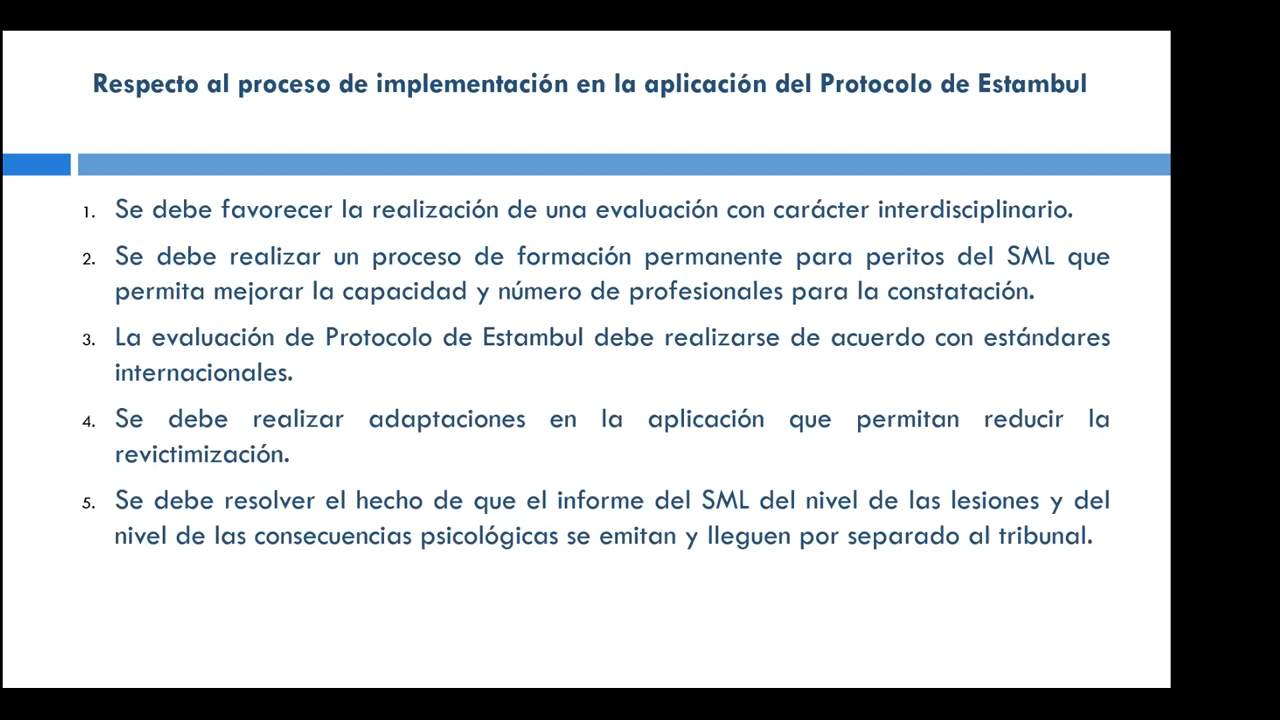 Respecto al proceso de implementación en la aplicación del Protocolo de Estambul
1. Se debe favorecer la realización de una evaluación con carácter interdisciplinario.
2. Se debe realizar un proceso de formación permanente para peritos del SML que
permita mejorar la capacidad y número de profesionales para la constatación.
3. La evaluación de Protocolo de Estambul debe realizarse de acuerdo con estándares
internacionales.
4. Se debe realizar adaptaciones en la aplicación que permitan reducir la
revictimización.
5. Se debe resolver el hecho de que el informe del SML del nivel de las lesiones y del
nivel de las consecuencias psicológicas se emitan y lleguen por separado al tribunal.